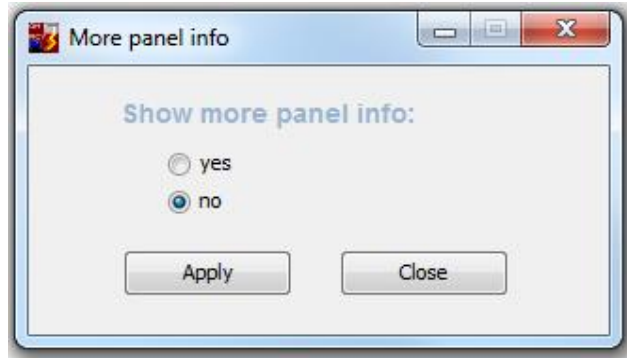 More panel info
Show more panel info:
yes
no
Apply
Close